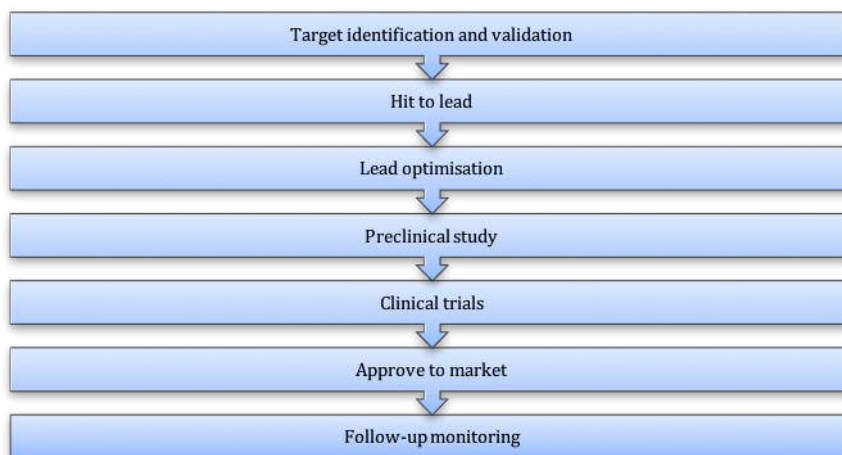 Target identification and validation
Hit to lead
Lead optimisation
Preclinical study
Clinical trials
Approve to market
Follow-up monitoring